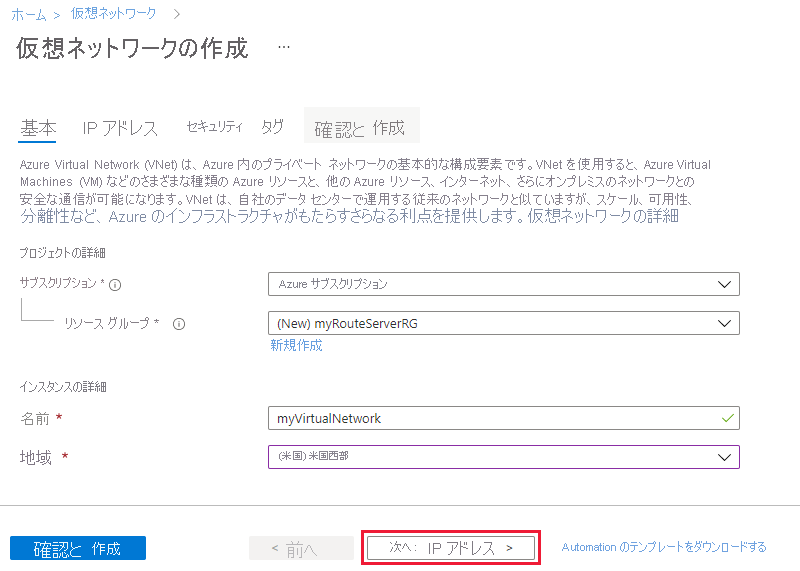 ホーム > 仮想ネットワーク >
仮想ネットワークの作成 ...
基本 IP アドレス セキュリティ タグ 確認と 作成
Azure Virtual Network (VNet) は、Azure 内のプライベート ネットワークの基本的な構成要素です。VNet を使用すると、Azure Virtual
Machines (VM) などのさまざまな種類の Azure リソースと、他の Azure リソース、インターネット、さらにオンプレミスのネットワークとの
安全な通信が可能になります。VNet は、自社のデータ センターで運用する従来のネットワークと似ていますが、スケール、可用性、
分離性など、Azure のインフラストラクチャがもたらすさらなる利点を提供します。仮想ネットワークの詳細
プロジェクトの詳細
サブスクリプション * Azure サブスクリプション
リソース グループ * (New) myRouteServerRG
新規作成
インスタンスの詳細
名前 * myVirtualNetwork
地域 * (米国) 米国西部
確認と 作成 < 前へ 次へ: IP アドレス > Automation のテンプレートをダウンロードする